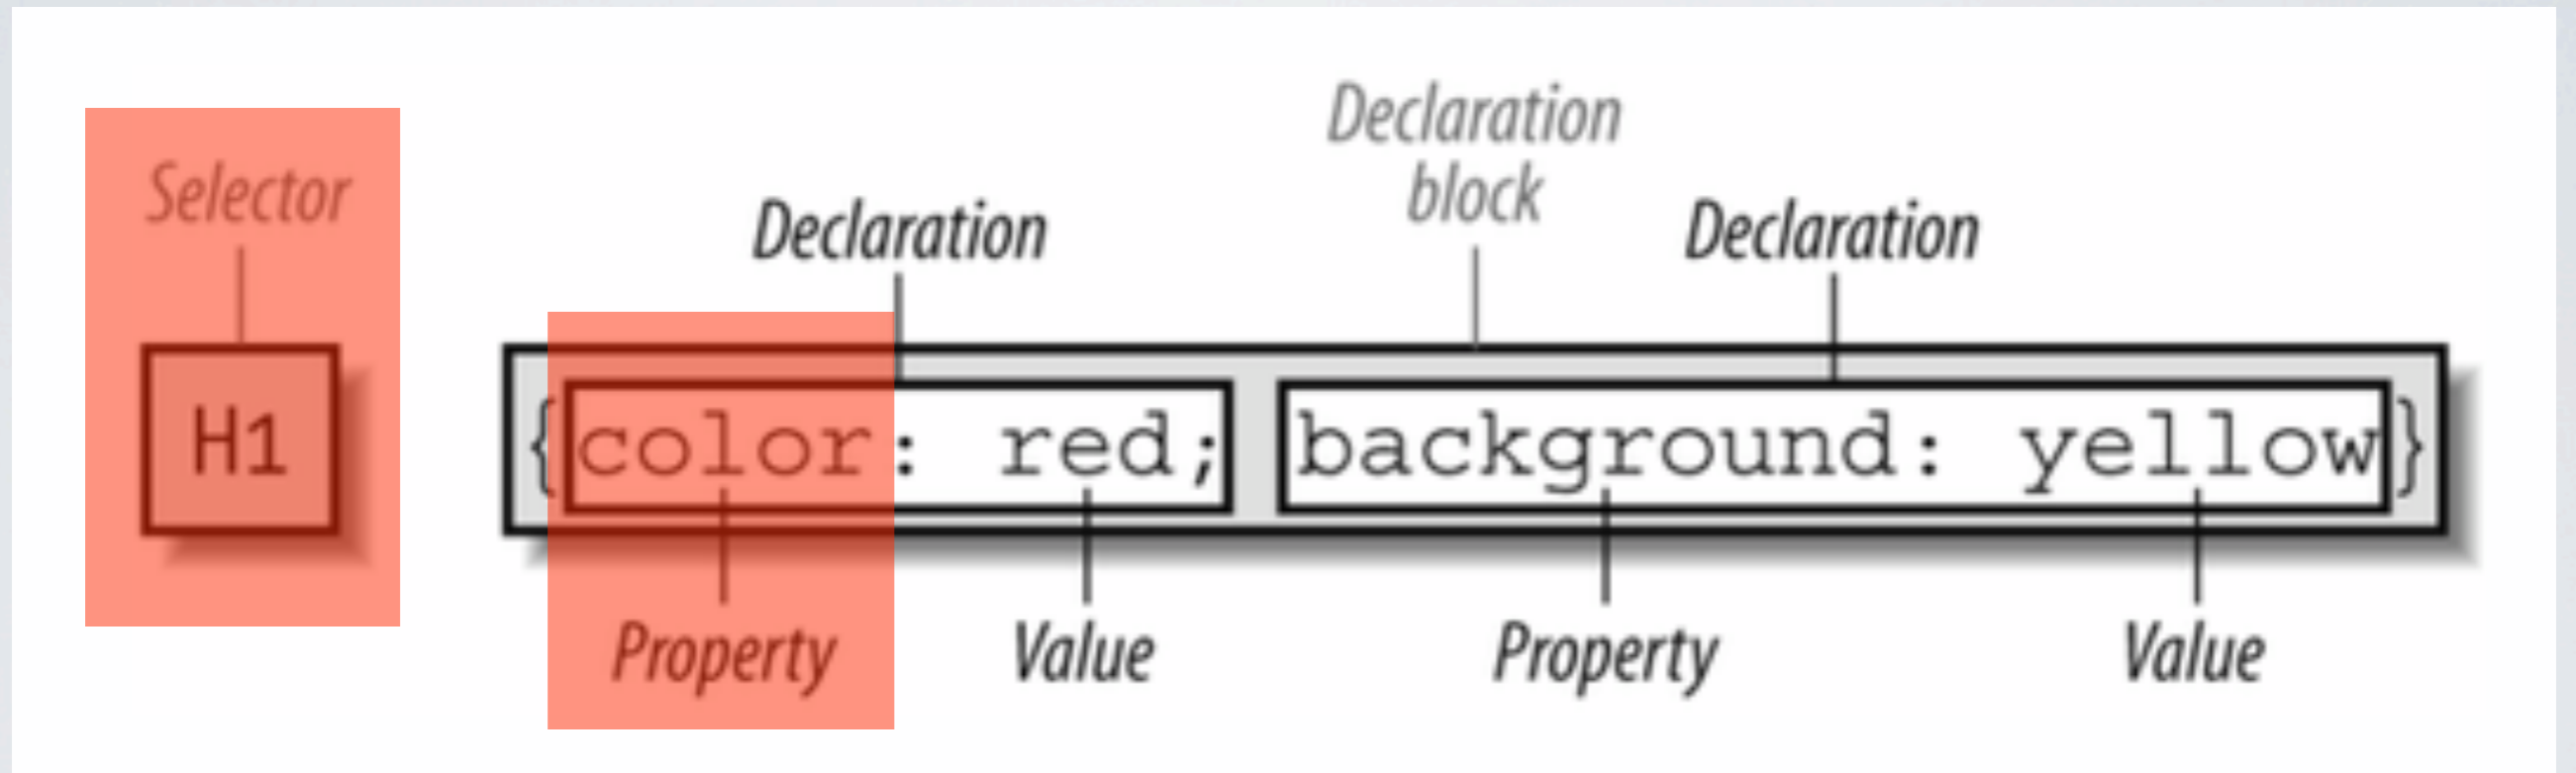 Declaration
block
Selector
Declaration
Declaration
H1
{color: red; background: yellow}
Property
Value
Property
Value